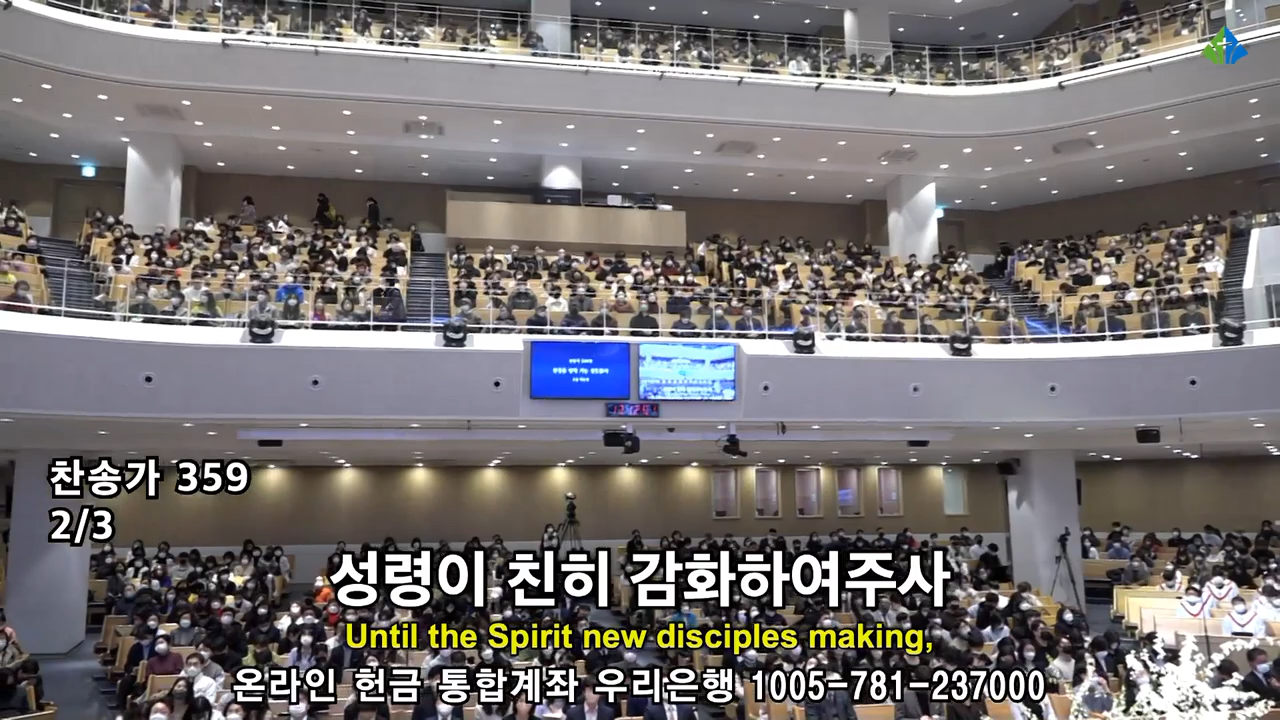 찬송가 359
2/3
성령이 친히 감화하여주사
Until the Spirit new disciples making,
온라인 헌금 통합계좌 우리은행 1005-781-237000